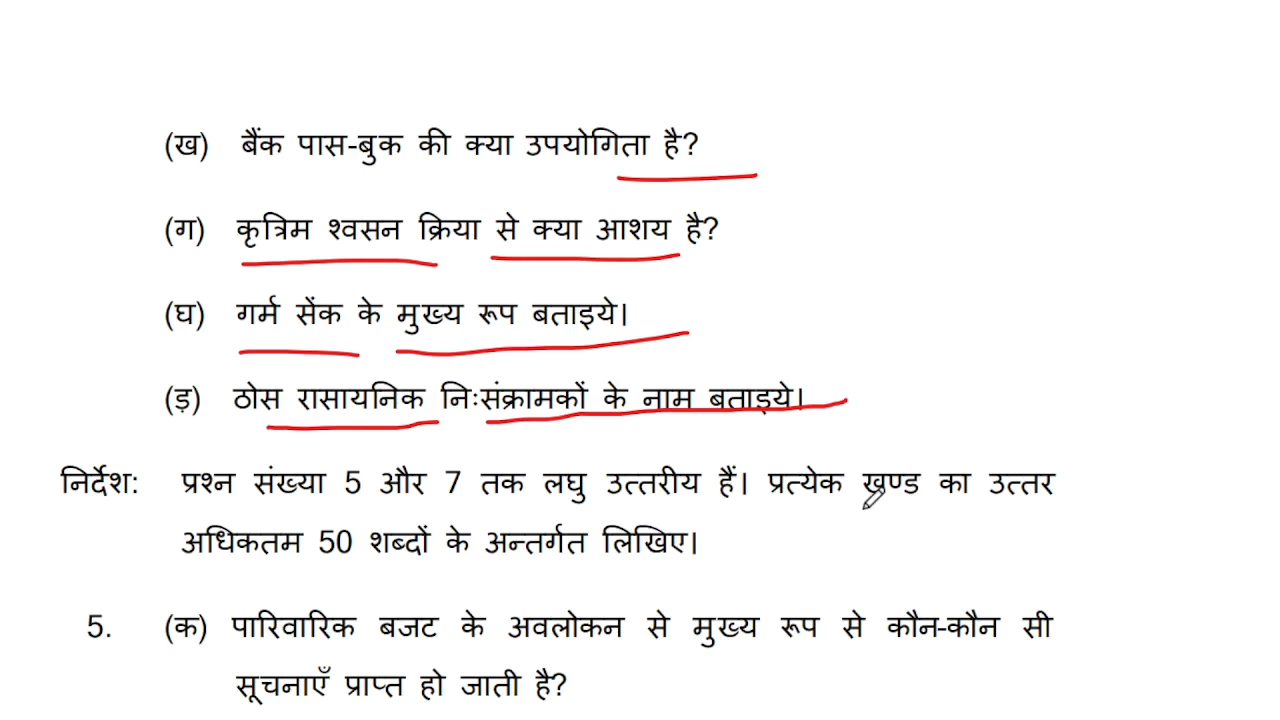 (ख) बैंक पास-बुक की क्या उपयोगिता है?
(ग) कृत्रिम श्वसन क्रिया से क्या आशय है?
(घ) गर्म सेंक के मुख्य रूप बताइये।
(ड़) ठोस रासायनिक निःसंक्रामकों के नाम बताइये।
निर्देश: प्रश्न संख्या 5 और 7 तक लघु उत्तरीय हैं। प्रत्येक खण्ड का उत्तर
अधिकतम 50 शब्दों के अन्तर्गत लिखिए।
5. (क) पारिवारिक बजट के अवलोकन से मुख्य रूप से कौन-कौन सी
सूचनाएँ प्राप्त हो जाती है?